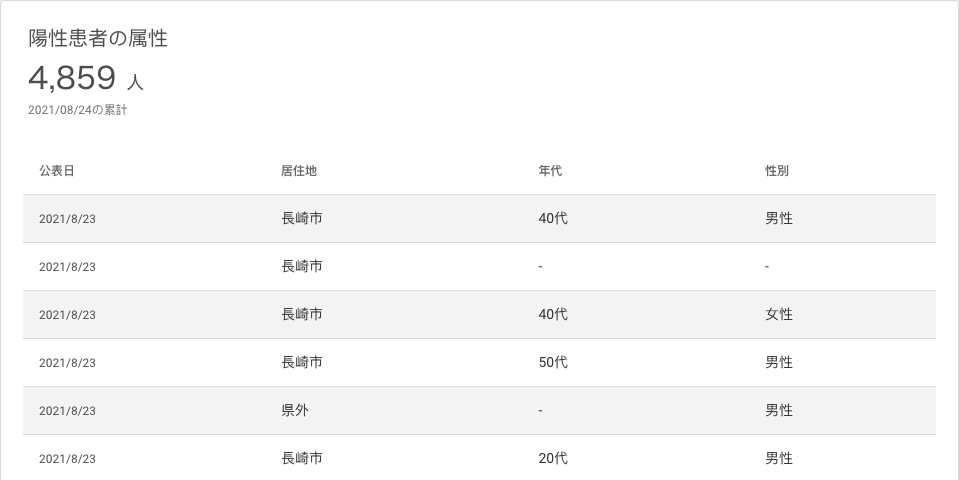 陽性患者の属性
4,859 人
2021/08/24の累計
公表日 居住地 年代 性別
2021/8/23 長崎市 40代 男性
2021/8/23 長崎市 - -
2021/8/23 長崎市 40代 女性
2021/8/23 長崎市 50代 男性
2021/8/23 県外 - 男性
2021/8/23 長崎市 20代 男性